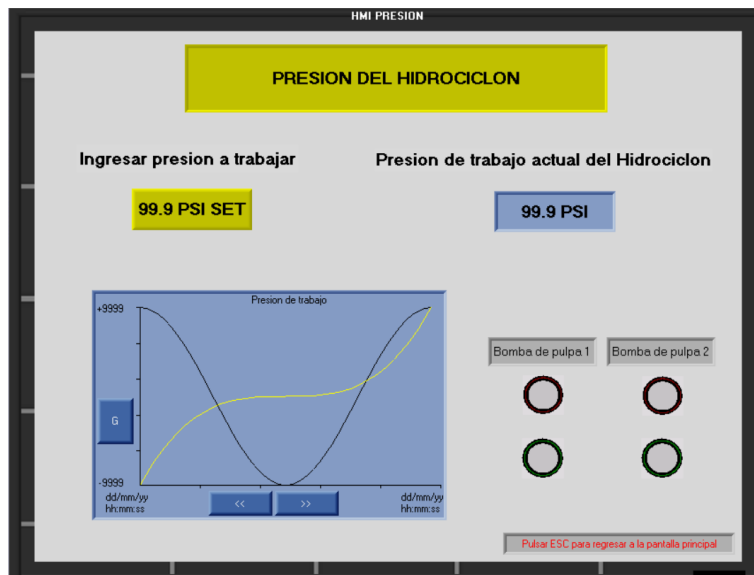 HMI PRESION
PRESION DEL HIDROCICLON
Ingresar presion a trabajar
Presion de trabajo actual del Hidrociclon
99.9 PSI SET
99.9 PSI
Presion de trabajo
+9999
G
-9999
dd/mm/yy
hh:mm:ss
<<
>>
dd/mm/yy
hh:mm:ss
Bomba de pulpa 1
Bomba de pulpa 2
Pulsar ESC para regresar a la pantalla principal